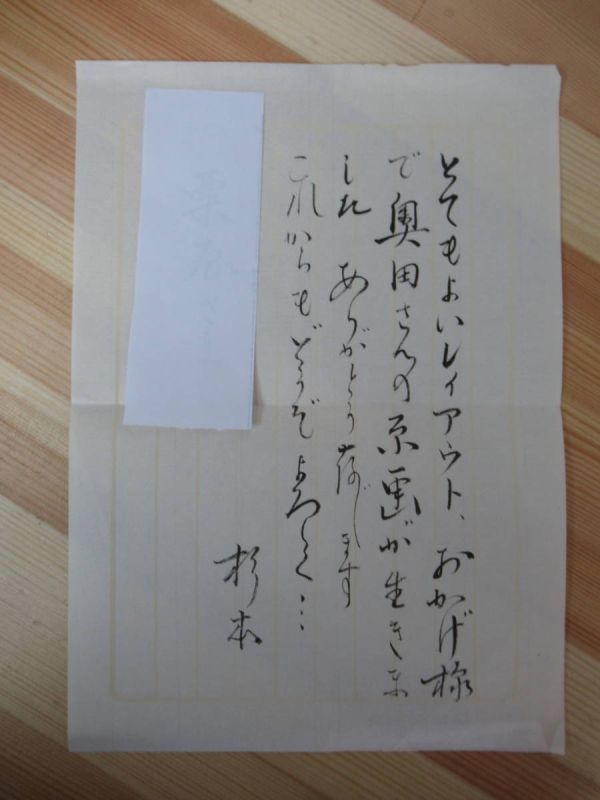 とてもよいレイアウト、おかげ様
で奥田さんの原画が生きま
した ありがとう存じます
これからもどうぞよろしく…
杉本